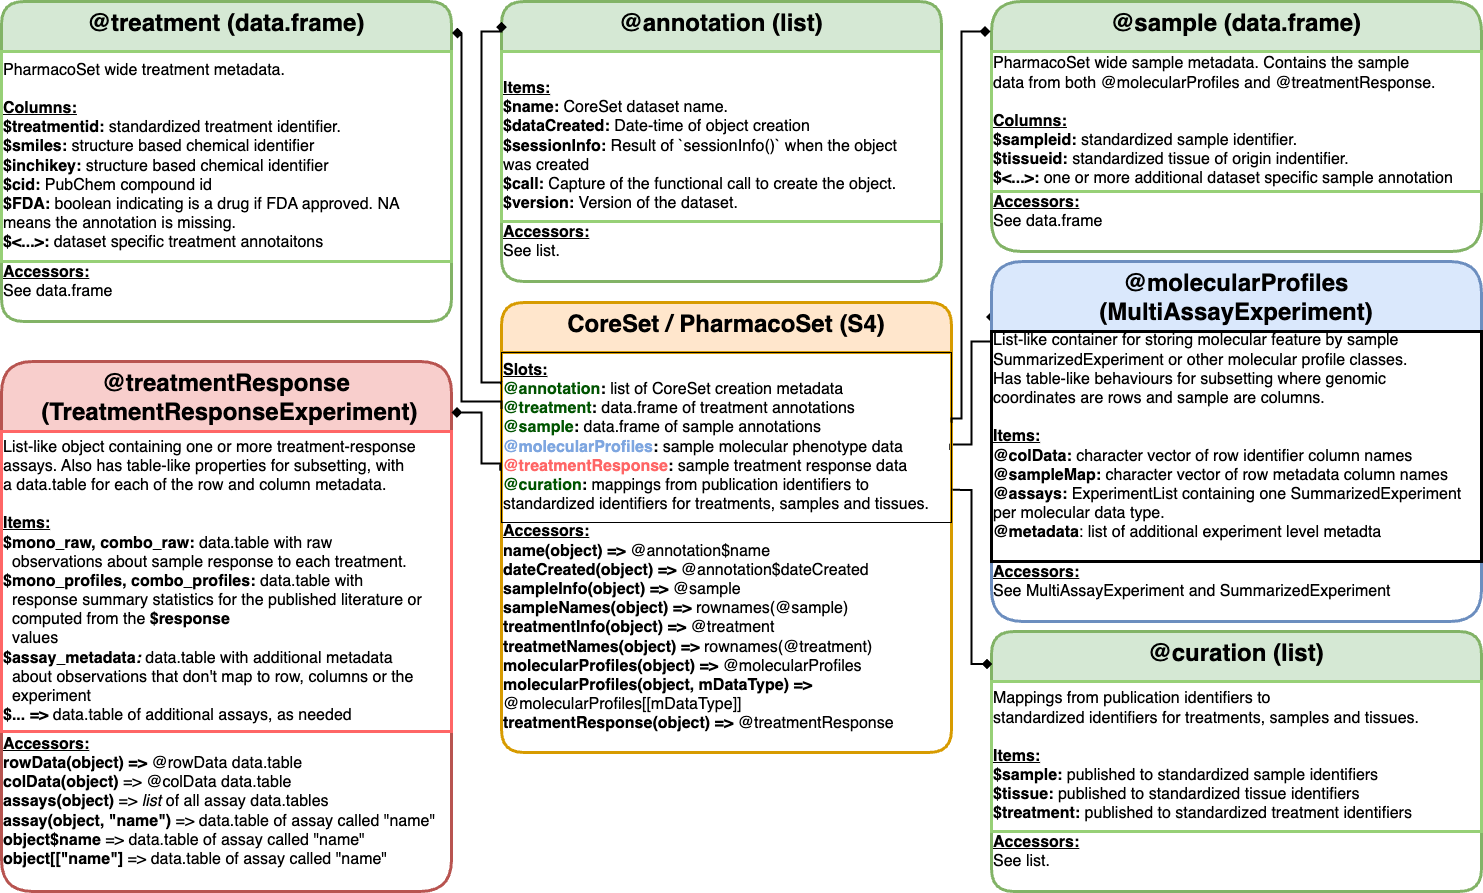 @treatment (data.frame)
PharmacoSet wide treatment metadata.
Columns:
$treatmentid: standardized treatment identifier.
$smiles: structure based chemical identifier
$inchikey: structure based chemical identifier
$cid: PubChem compound id
$FDA: boolean indicating is a drug if FDA approved. NA
means the annotation is missing.
$<...>: dataset specific treatment annotaitons
Accessors:
See data.frame
@treatmentResponse
(TreatmentResponseExperiment)
List-like object containing one or more treatment-response
assays. Also has table-like properties for subsetting, with
a data.table for each of the row and column metadata.
Items:
$mono_raw, combo_raw: data.table with raw
observations about sample response to each treatment.
$mono_profiles, combo_profiles: data.table with
response summary statistics for the published literature or
computed from the $response
values
$assay_metadata: data.table with additional metadata
about observations that don't map to row, columns or the
experiment
$... => data.table of additional assays, as needed
Accessors:
rowData(object) => @rowData data.table
colData(object) => @colData data.table
assays(object) => list of all assay data.tables
assay(object, "name") => data.table of assay called "name"
object$name => data.table of assay called "name"
object[["name"] => data.table of assay called "name"
@annotation (list)
Items:
$name: CoreSet dataset name.
$dataCreated: Date-time of object creation
$sessionInfo: Result of `sessionInfo()` when the object
was created
$call: Capture of the functional call to create the object.
$version: Version of the dataset.
Accessors:
See list.
CoreSet / PharmacoSet (S4)
Slots:
@annotation: list of CoreSet creation metadata
@treatment: data.frame of treatment annotations
@sample: data.frame of sample annotations
@molecularProfiles: sample molecular phenotype data
@treatmentResponse: sample treatment response data
@curation: mappings from publication identifiers to
standardized identifiers for treatments, samples and tissues.
Accessors:
name(object) => @annotation$name
dateCreated(object) => @annotation$dateCreated
sampleInfo(object) => @sample
sampleNames(object) => rownames(@sample)
treatmentInfo(object) => @treatment
treatmetNames(object) => rownames(@treatment)
molecularProfiles(object) => @molecularProfiles
molecularProfiles(object, mDataType) =>
@molecularProfiles[[mDataType]]
treatmentResponse(object) => @treatmentResponse
@sample (data.frame)
PharmacoSet wide sample metadata. Contains the sample
data from both @molecularProfiles and @treatmentResponse.
Columns:
$sampleid: standardized sample identifier.
$tissueid: standardized tissue of origin indentifier.
$<...>: one or more additional dataset specific sample annotation
Accessors:
See data.frame
@molecularProfiles
(MultiAssayExperiment)
List-like container for storing molecular feature by sample
SummarizedExperiment or other molecular profile classes.
Has table-like behaviours for subsetting where genomic
coordinates are rows and sample are columns.
Items:
@colData: character vector of row identifier column names
@sampleMap: character vector of row metadata column names
@assays: ExperimentList containing one SummarizedExperiment
per molecular data type.
@metadata: list of additional experiment level metadta
Accessors:
See MultiAssayExperiment and SummarizedExperiment
@curation (list)
Mappings from publication identifiers to
standardized identifiers for treatments, samples and tissues.
Items:
$sample: published to standardized sample identifiers
$tissue: published to standardized tissue identifiers
$treatment: published to standardized treatment identifiers
Accessors:
See list.